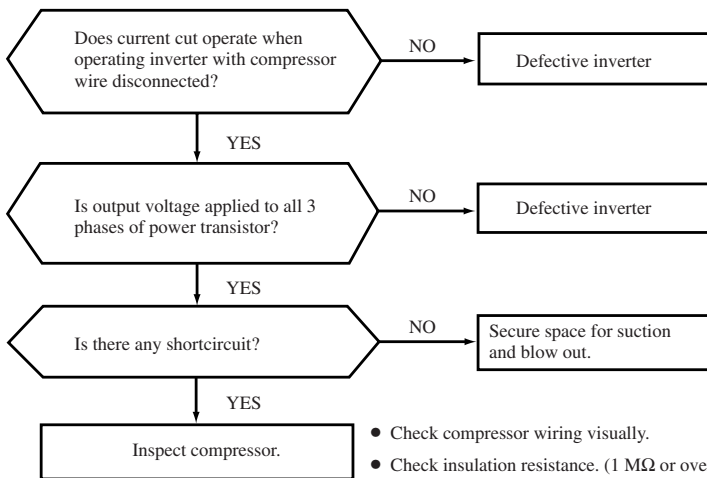 Does current cut operate when
operating inverter with compressor
wire disconnected?
NO
Defective inverter
YES
Is output voltage applied to all 3
phases of power transistor?
NO
Defective inverter
YES
Is there any shortcircuit?
NO
Secure space for suction
and blow out.
YES
Inspect compressor.
● Check compressor wiring visually.
● Check insulation resistance. (1 MΩ or ove